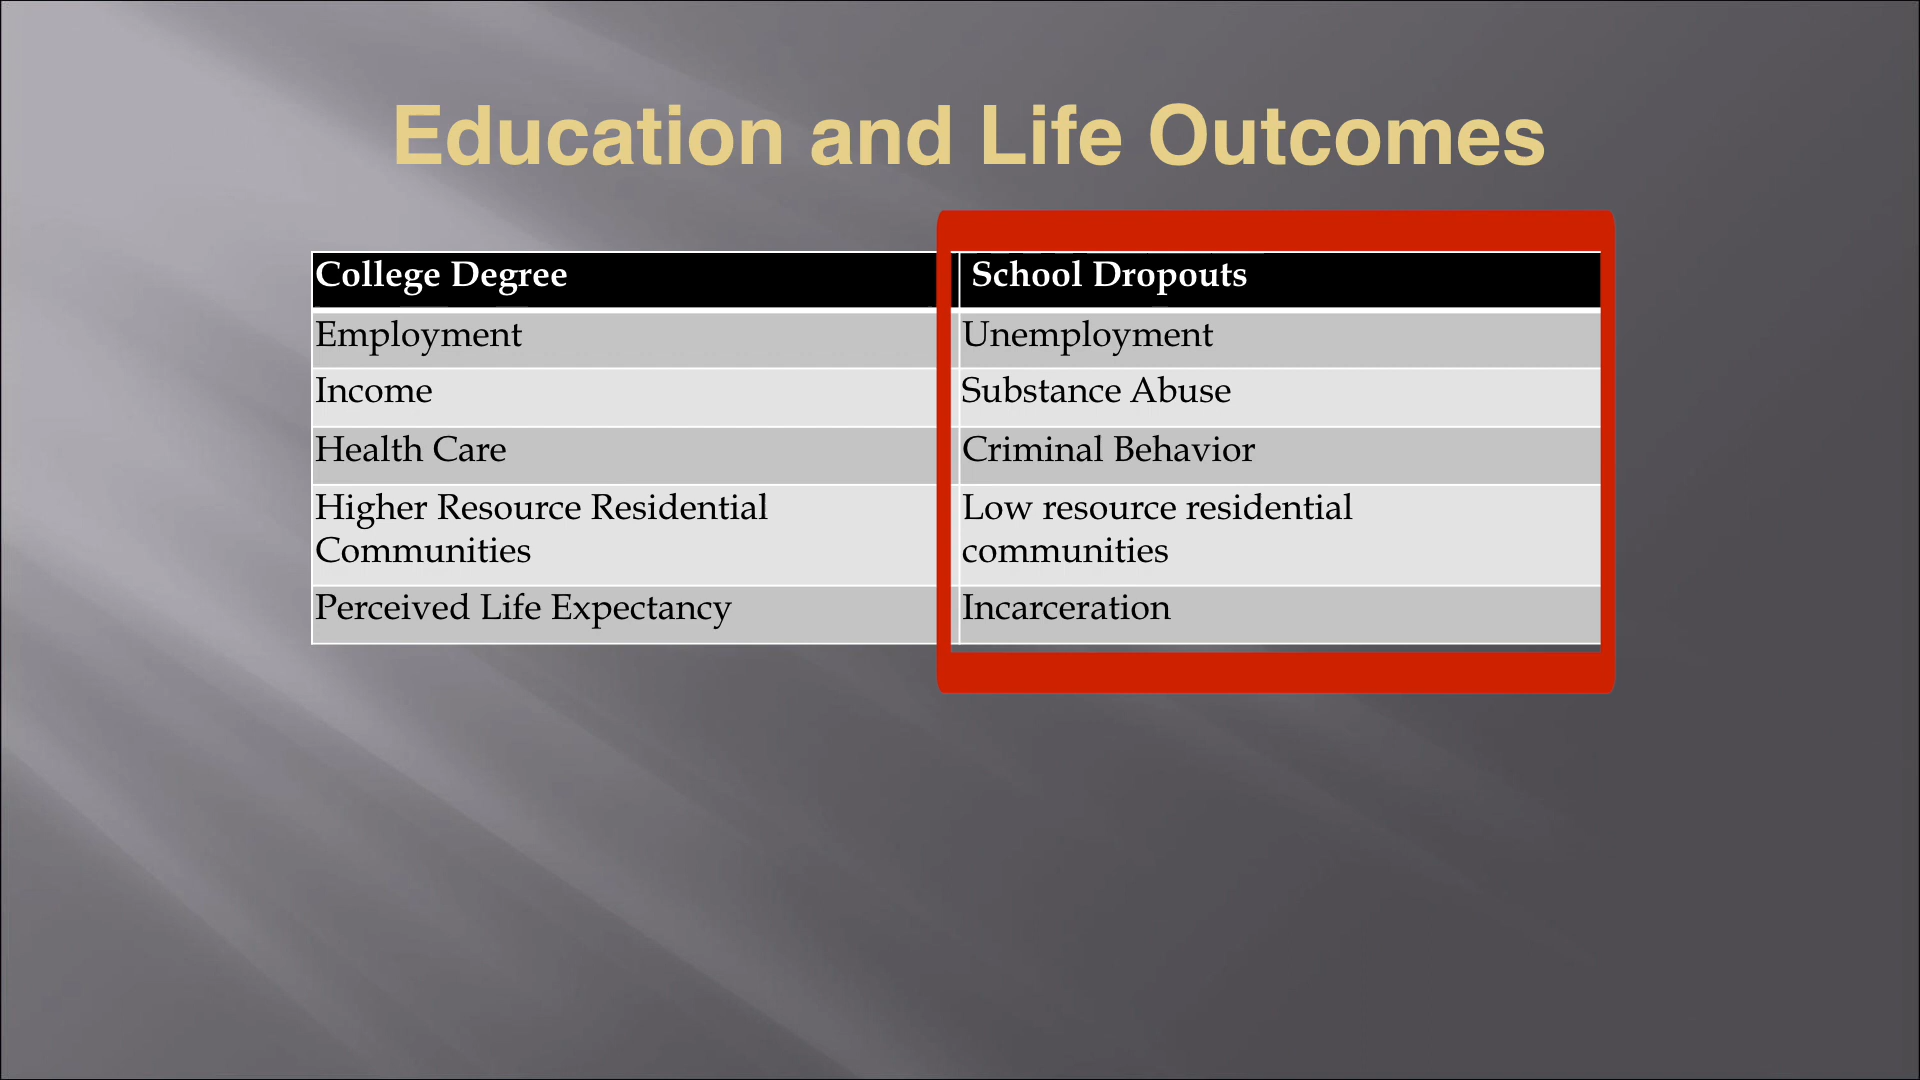 Education and Life Outcomes
College Degree
School Dropouts
Employment
Unemployment
Income
Substance Abuse
Health Care
Criminal Behavior
Higher Resource Residential
Communities
Low resource residential
communities
Perceived Life Expectancy
Incarceration